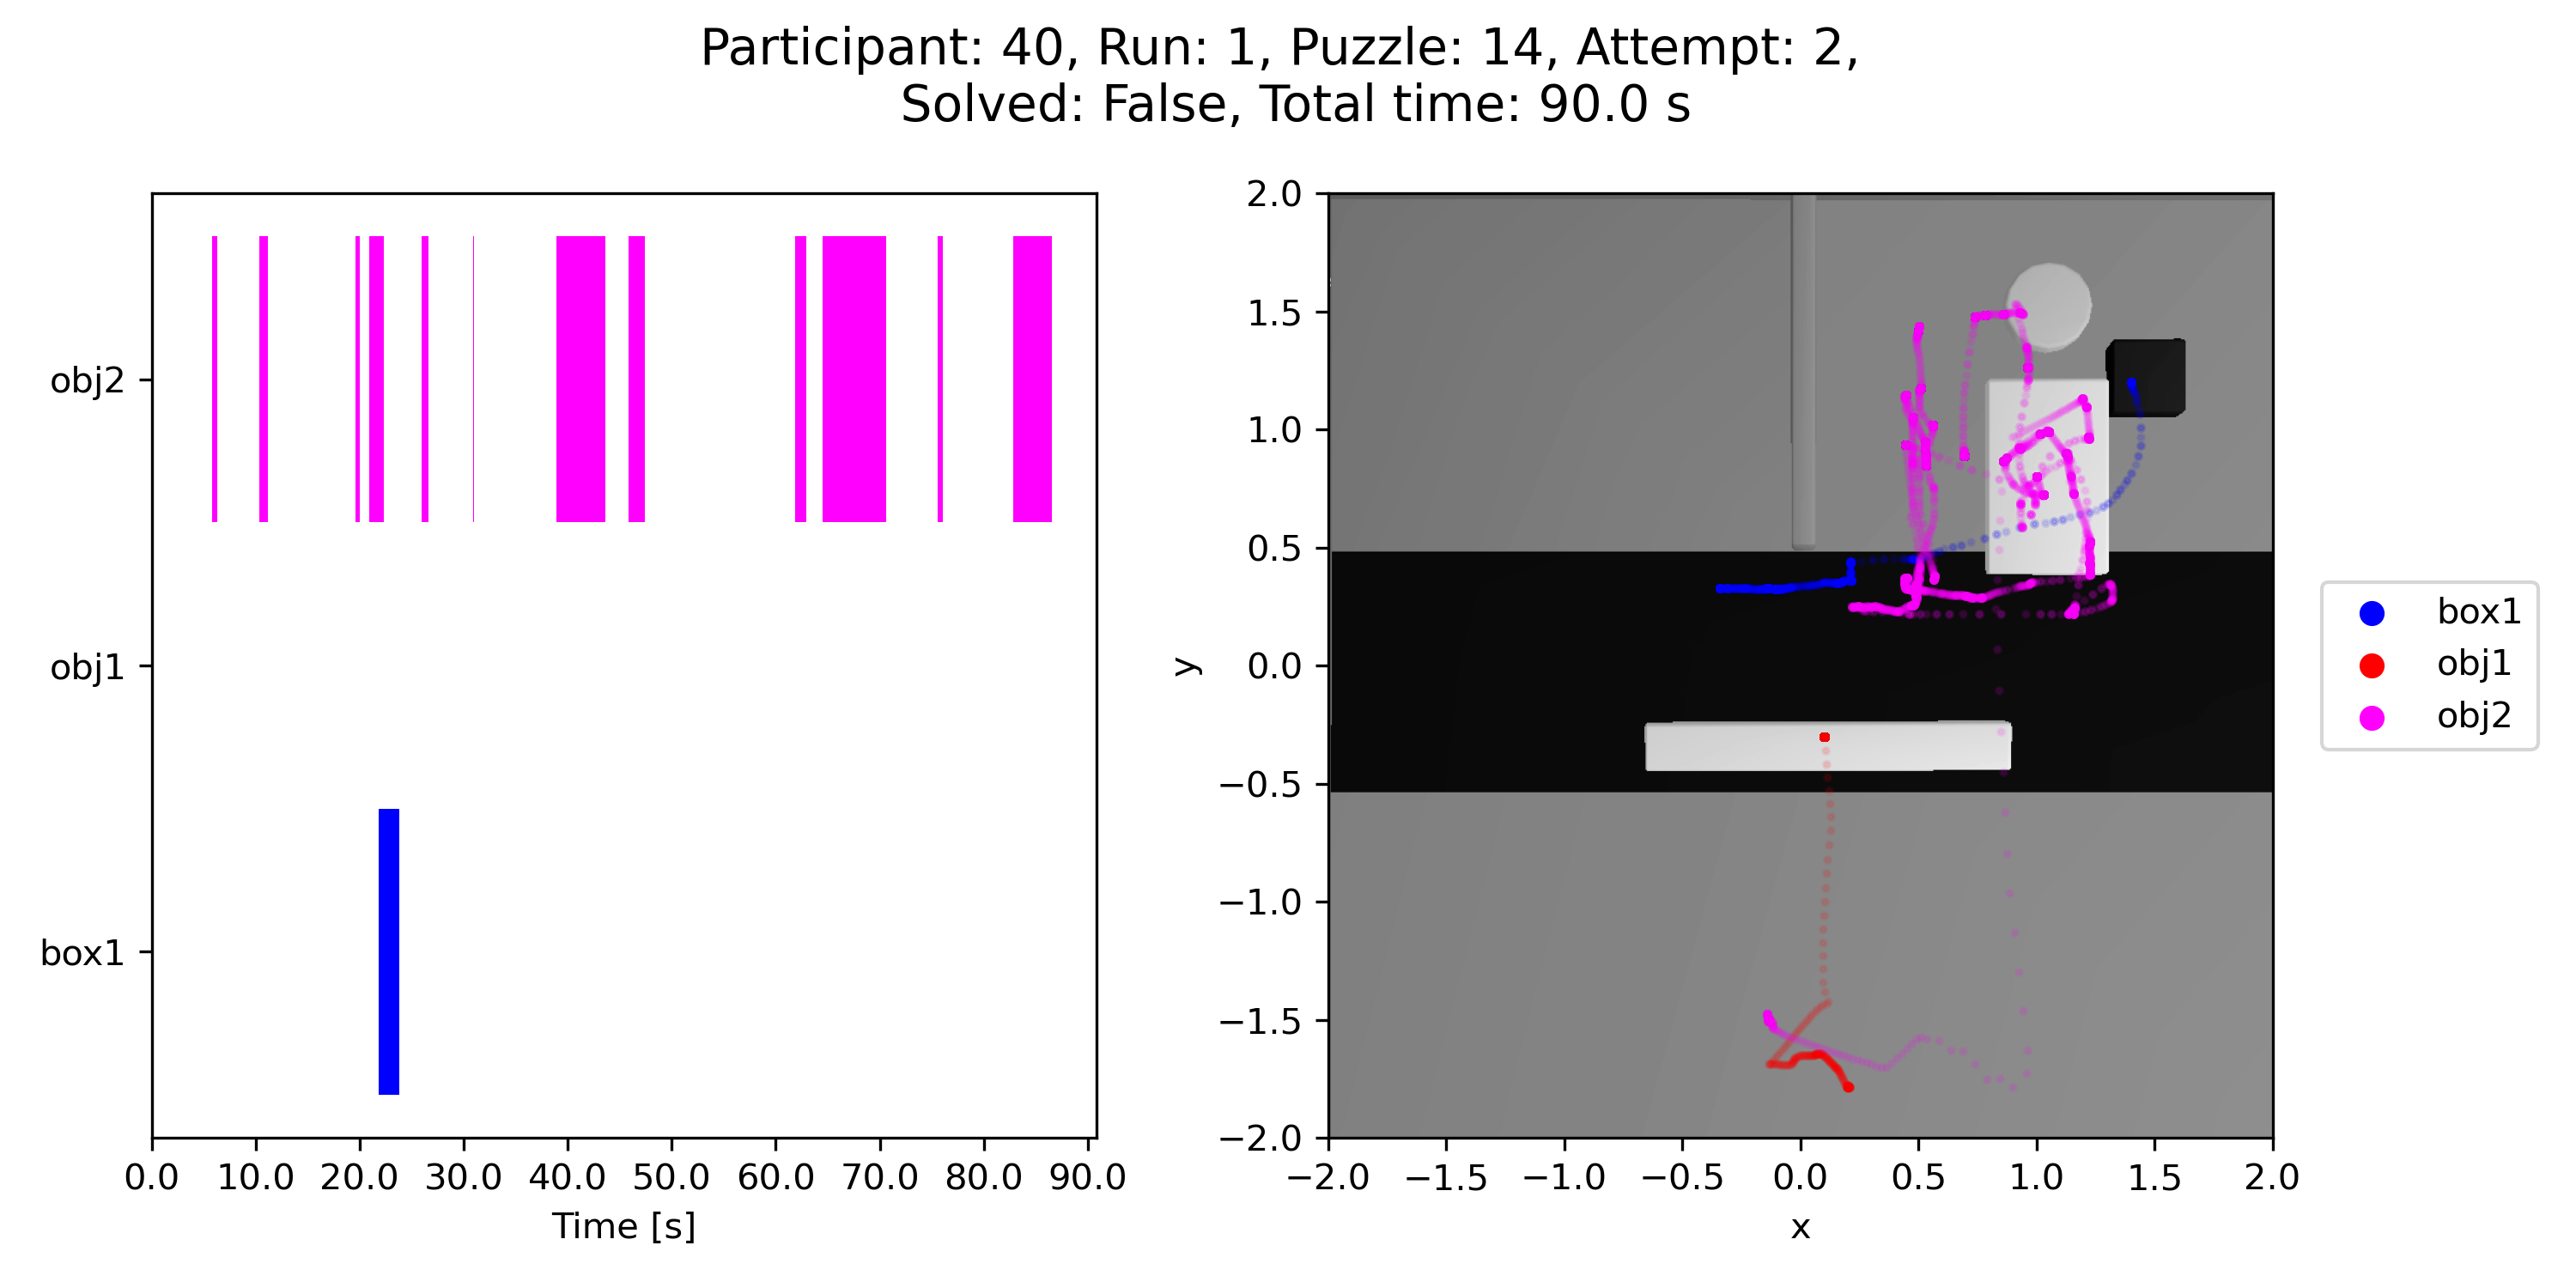 Participant: 40, Run: 1, Puzzle: 14, Attempt: 2,
Solved: False, Total time: 90.0 s
obj2
obj1
box1
0.0 10.0 20.0 30.0 40.0 50.0 60.0 70.0 80.0 90.0
Time [s]
2.0
1.5
1.0
0.5
0.0
−0.5
−1.0
−1.5
−2.0
y
−2.0 −1.5 −1.0 −0.5 0.0 0.5 1.0 1.5 2.0
x
box1
obj1
obj2